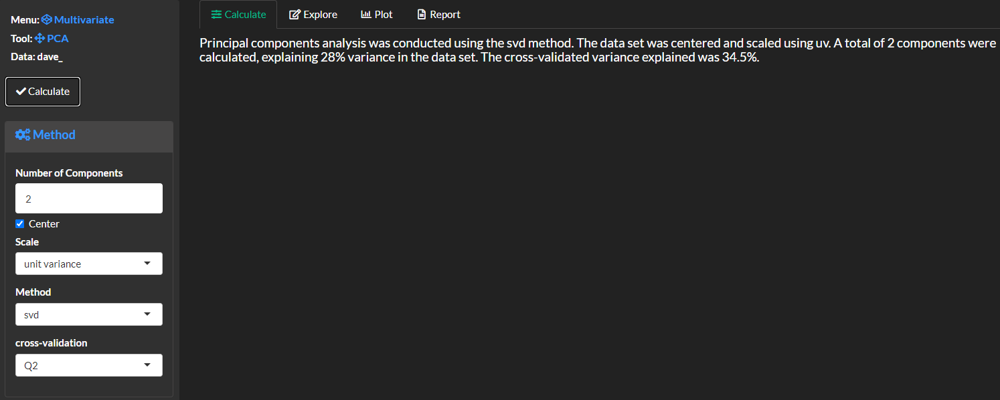 Menu: Multivariate
Tool: PCA
Data: dave_
Calculate
Method
Number of Components
2
Center
Scale
unit variance
Method
svd
cross-validation
Q2
Calculate Explore Plot Report
Principal components analysis was conducted using the svd method. The data set was centered and scaled using uv. A total of 2 components were
calculated, explaining 28% variance in the data set. The cross-validated variance explained was 34.5%.